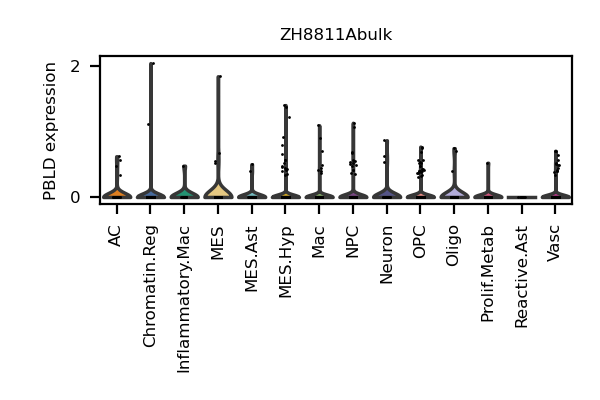 ZH8811Abulk
PBLD expression
2
0
AC
Chromatin.Reg
Inflammatory.Mac
MES
MES.Ast
MES.Hyp
Mac
NPC
Neuron
OPC
Oligo
Prolif.Metab
Reactive.Ast
Vasc